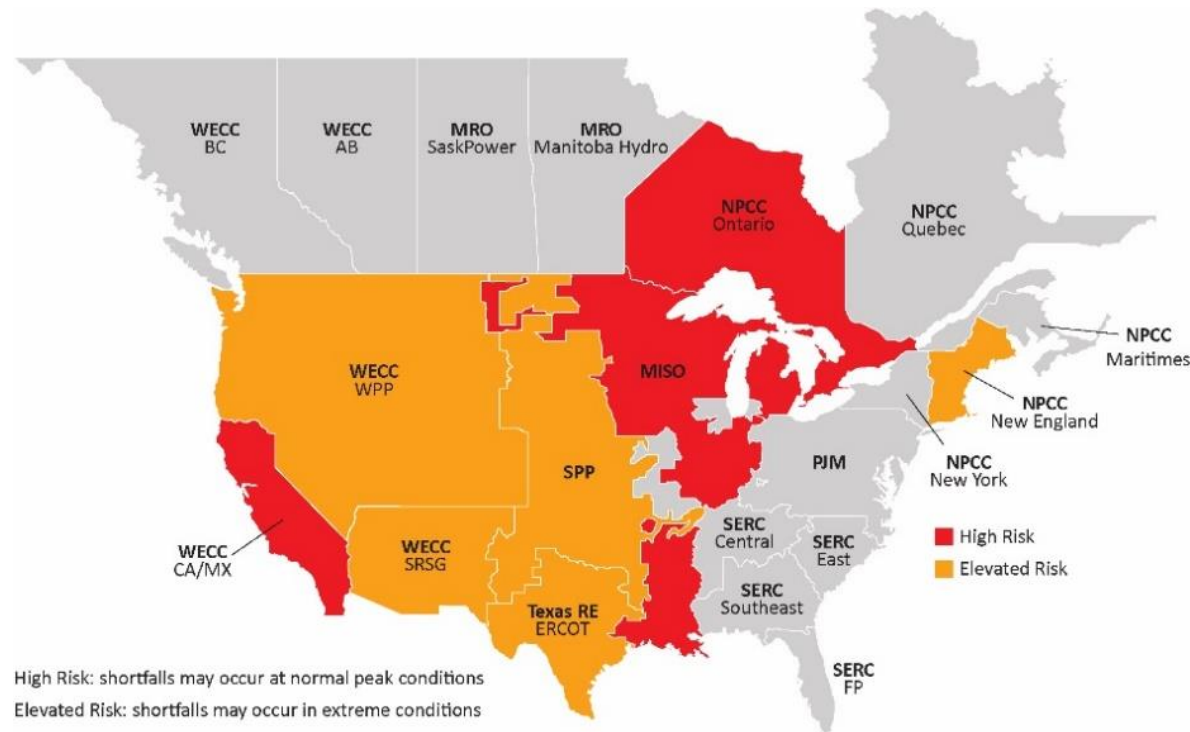 WECC
BC
WECC
AB
MRO
SaskPower
MRO
Manitoba Hydro
NPCC
Ontario
NPCC
Quebec
NPCC
Maritimes
WECC
WPP
MISO
NPCC
New England
NPCC
New York
PJM
SPP
WECC
CA/MX
WECC
SRSG
SERC
Central
SERC
East
High Risk
Elevated Risk
Texas RE
ERCOT
SERC
Southeast
SERC
FP
High Risk: shortfalls may occur at normal peak conditions
Elevated Risk: shortfalls may occur in extreme conditions